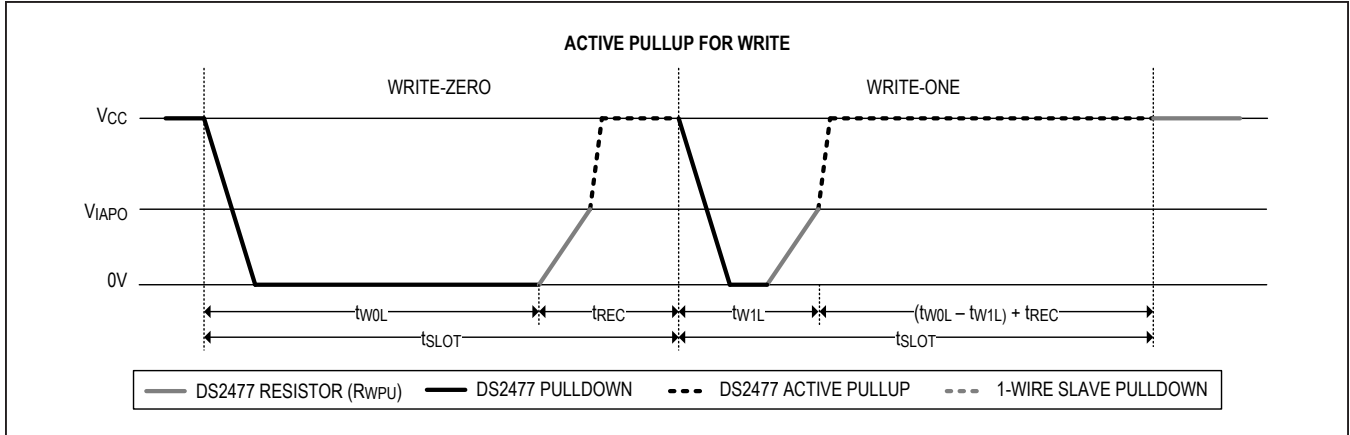 ACTIVE PULLUP FOR WRITE
WRITE-ZERO WRITE-ONE
VCC
VIAPO
0V
tW0L tREC tW1L (tW0L – tW1L) + tREC
tSLOT tSLOT
DS2477 RESISTOR (RWPU) DS2477 PULLDOWN DS2477 ACTIVE PULLUP 1-WIRE SLAVE PULLDOWN